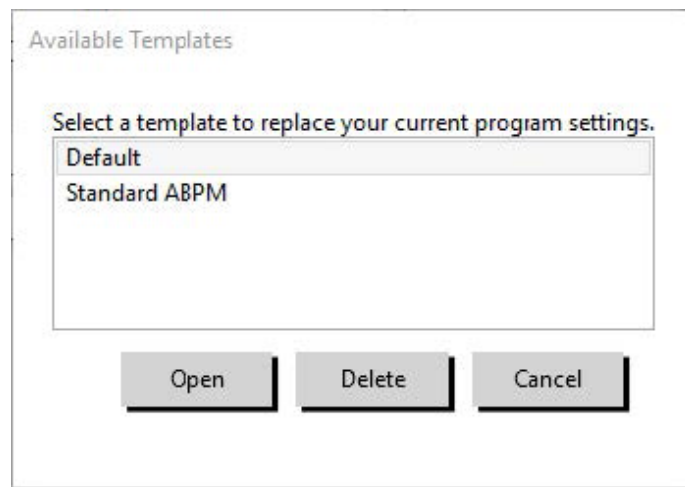 Available Templates
Select a template to replace your current program settings.
Default
Standard ABPM
Open Delete Cancel